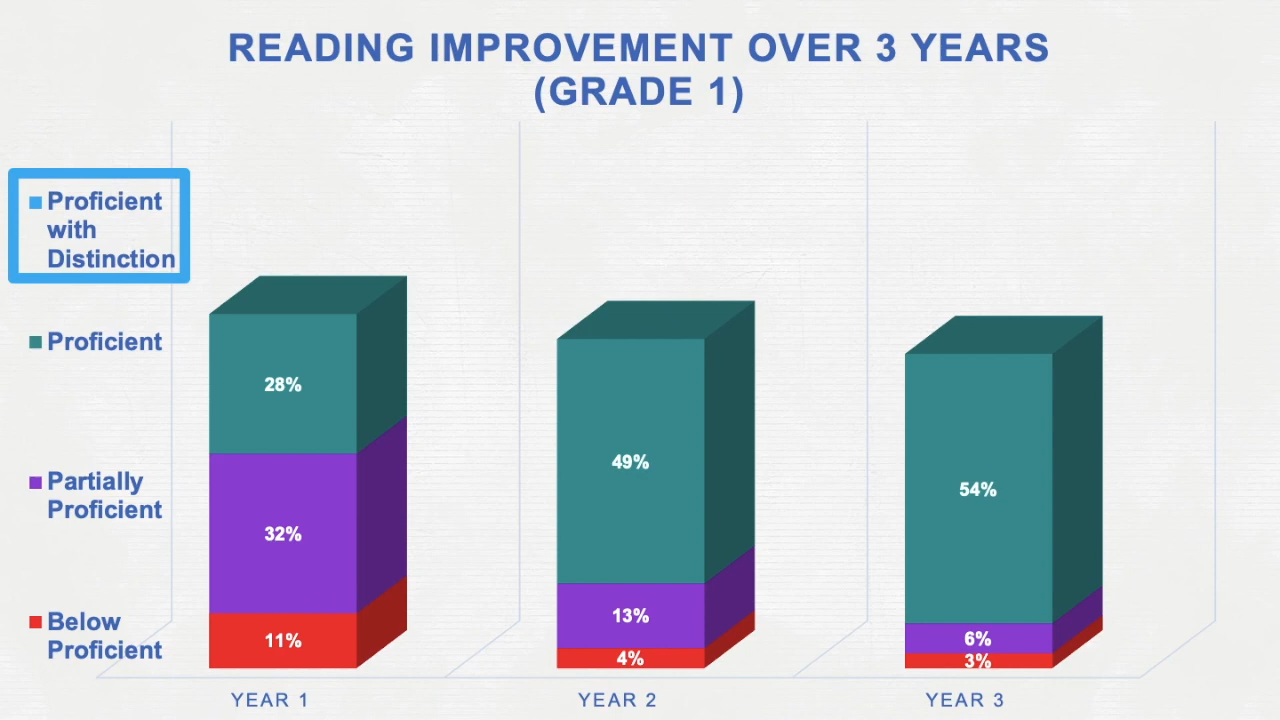 READING IMPROVEMENT OVER 3 YEARS
(GRADE 1)
Proficient
with
Distinction
Proficient
Partially
Proficient
Below
Proficient
28%
32%
11%
49%
13%
4%
54%
6%
3%
YEAR 1
YEAR 2
YEAR 3